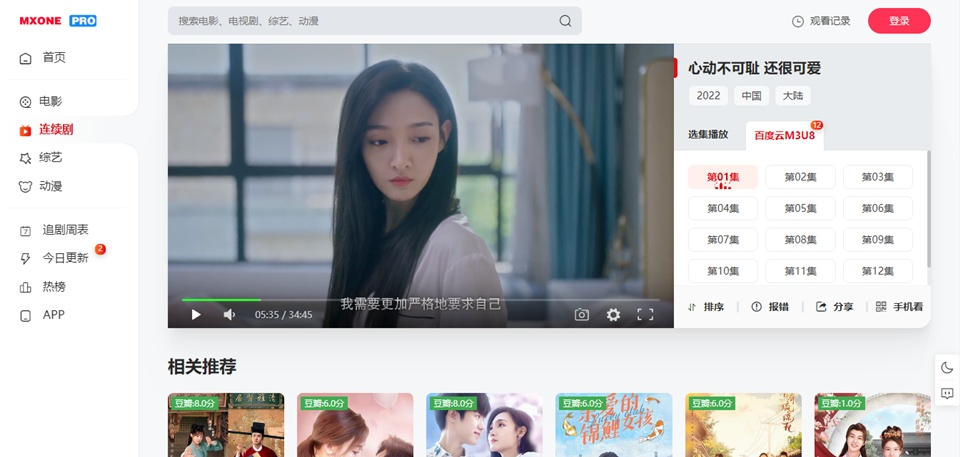 MXONE PRO
搜索电影、电视剧、综艺、动漫
观看记录
登录
首页
电影
连续剧
综艺
动漫
7
追剧周表
今日更新
2
热榜
APP
我需要更加严格地要求自己
05:35 / 34:45
心动不可耻 还很可爱
2022
中国
大陆
选集播放
百度云M3U8
12
第01集
第02集
第03集
第04集
第05集
第06集
第07集
第08集
第09集
第10集
第11集
第12集
排序
报错
分享
手机看
相关推荐
豆瓣:8.0分
豆瓣:6.0分
豆瓣:8.0分
豆瓣:6.0分
豆瓣:6.0分
豆瓣:1.0分
亲爱的
锦鲤女孩